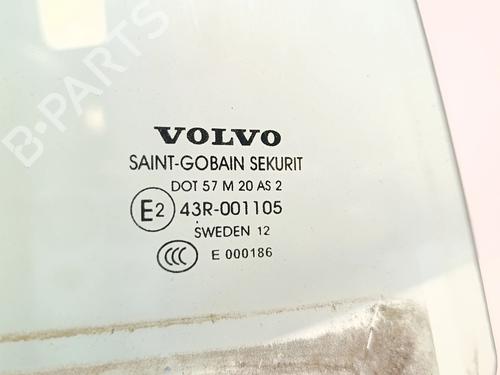 B-PARTS
VOLVO
SAINT-GOBAIN SEKURIT
DOT 57 M 20 AS 2
E2 43R-001105
SWEDEN 12
CCC E 000186